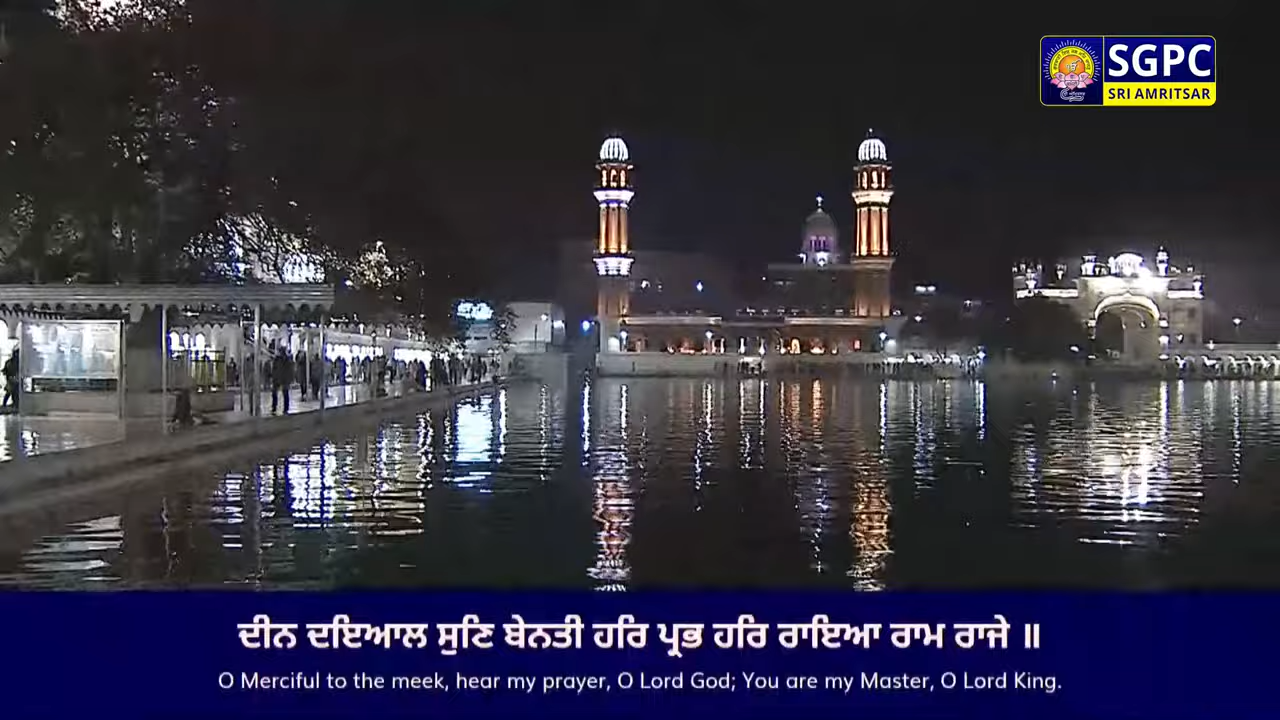 SGPC
SRI AMRITSAR
ਦੀਨ ਦਇਆਲ ਸੁਣਿ ਬੇਨਤੀ ਹਰਿ ਪ੍ਰਭ ਹਰਿ ਰਾਇਆ ਰਾਮ ਰਾਜੇ ॥
O Merciful to the meek, hear my prayer, O Lord God; You are my Master, O Lord King.